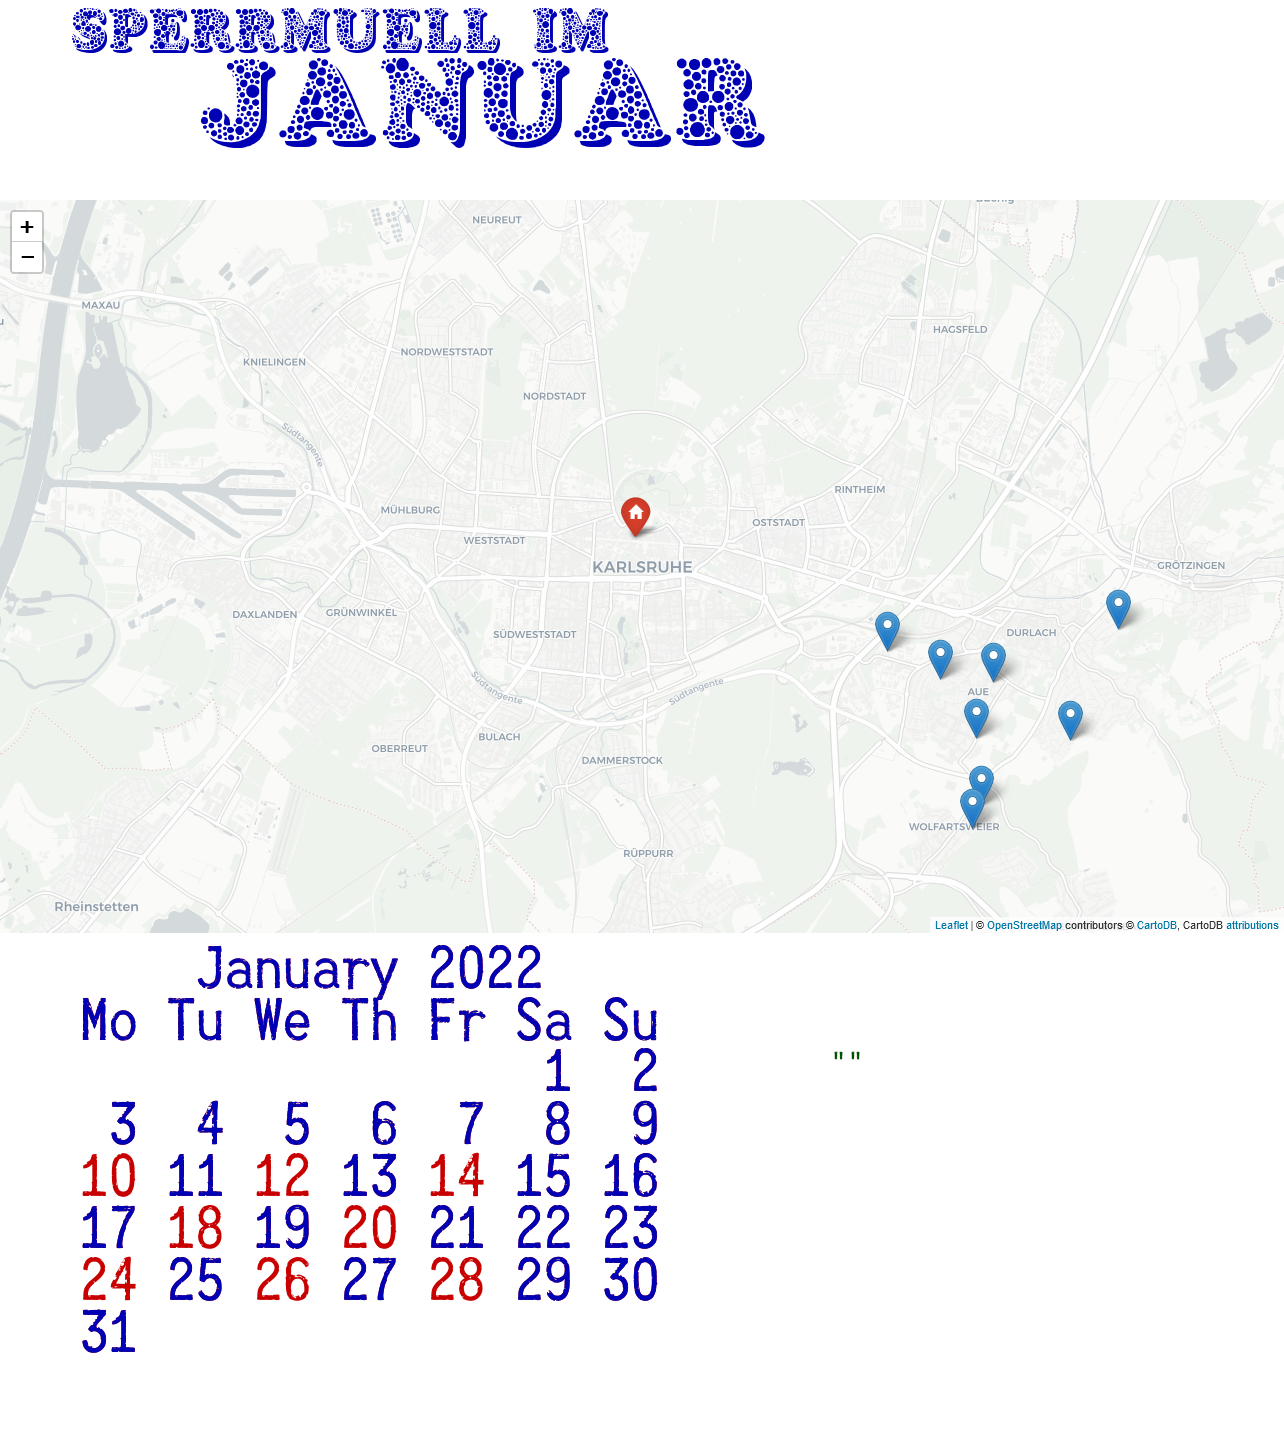 SPERRMUELL IM
JANUAR
+
−
NEUREUT
MAXAU
HAGSFELD
NORDWESTSTADT
KNIELINGEN
NORDSTADT
Südtangente
RINTHEIM
MÜHLBURG
OSTSTADT
WESTSTADT
KARLSRUHE
GRÖTZINGEN
DAXLANDEN
GRÜNWINKEL
SÜDWESTSTADT
DURLACH
Südtangente
Südtangente
AUE
BULACH
OBERREUT
DAMMERSTOCK
WOLFARTSWEIER
RÜPPURR
Rheinstetten
Leaflet | © OpenStreetMap contributors © CartoDB, CartoDB attributions
January 2022
Mo Tu We Th Fr Sa Su
1 2
3 4 5 6 7 8 9
" "
10 11 12 13 14 15 16
17 18 19 20 21 22 23
24 25 26 27 28 29 30
31